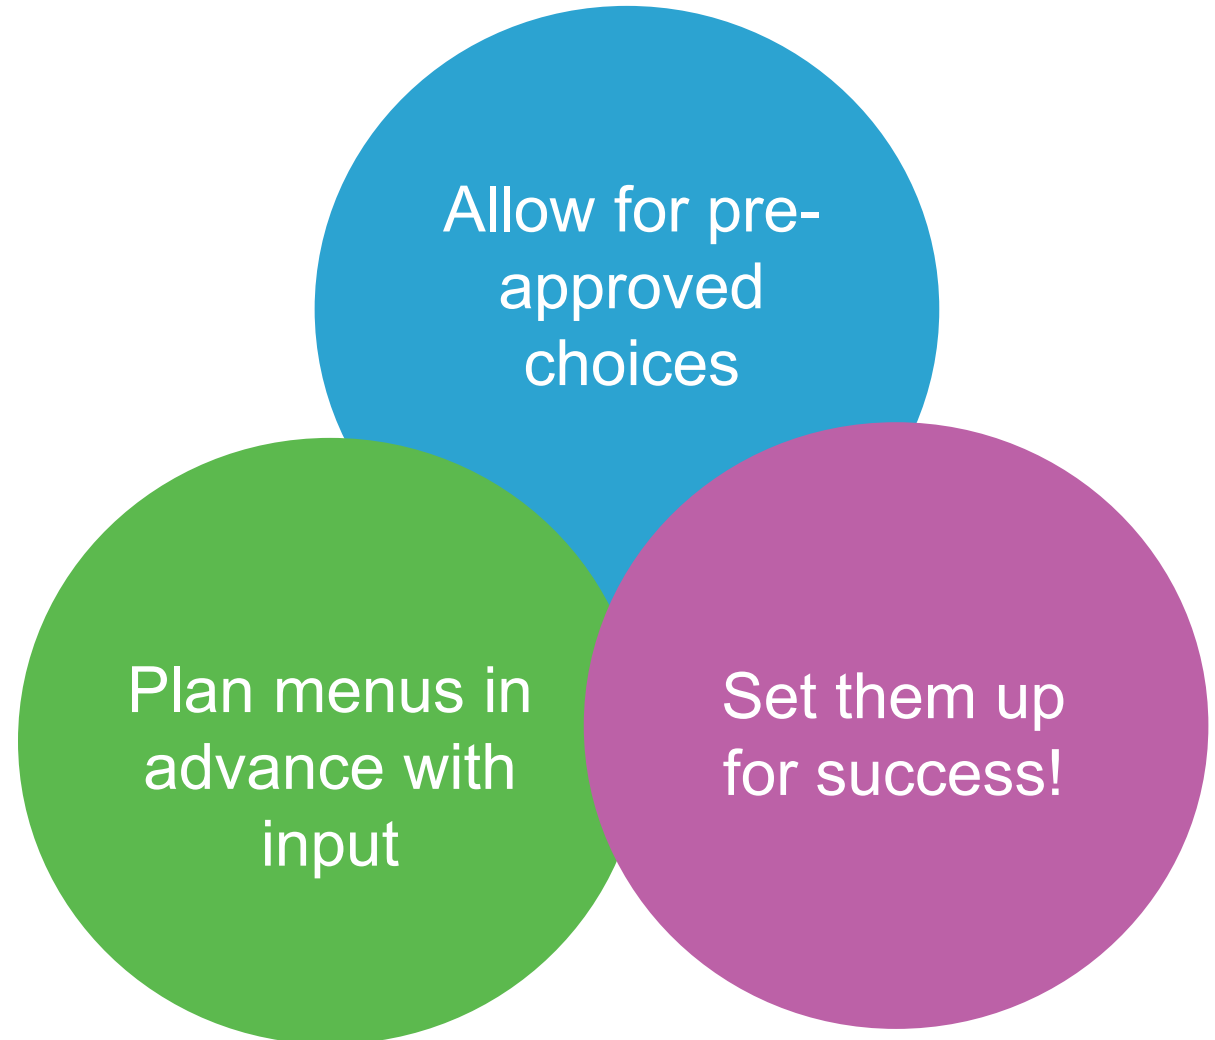 Allow for pre-
approved
choices
Plan menus in
advance with
input
Set them up
for success!